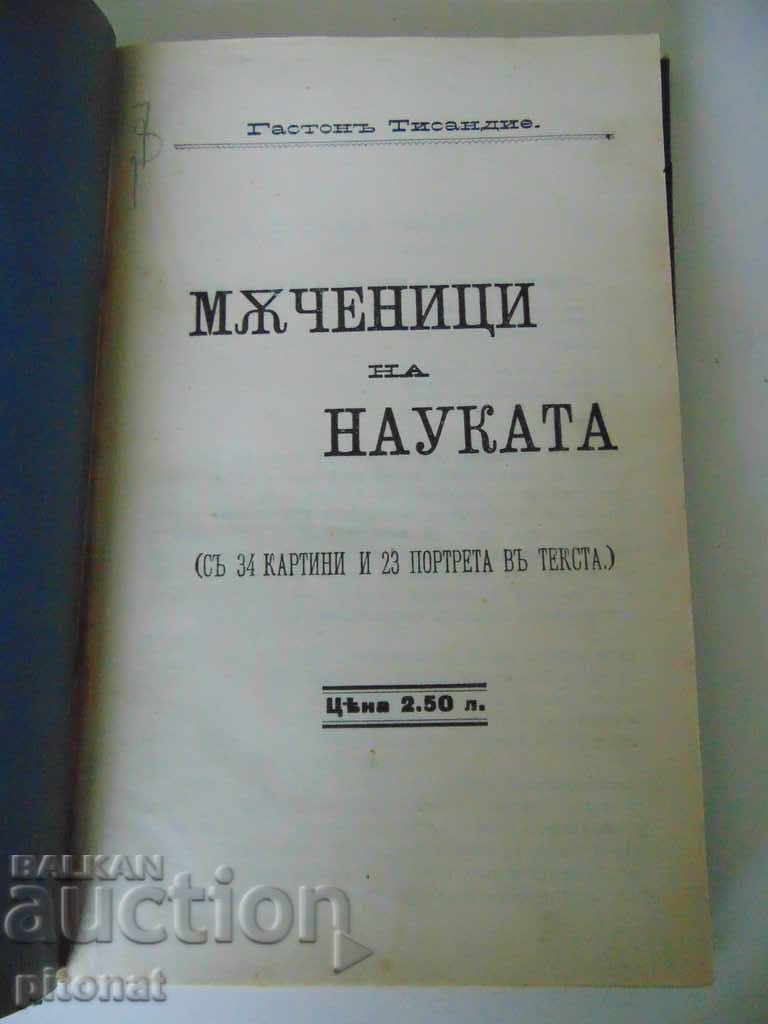 Гастонъ Тисандие.
МѪЧЕНИЦИ
НА
НАУКАТА
(СЪ 34 КАРТИНИ И 23 ПОРТРЕТА ВЪ ТЕКСТА.)
Цѣна 2.50 л.
BALKAN
auction
pitonat